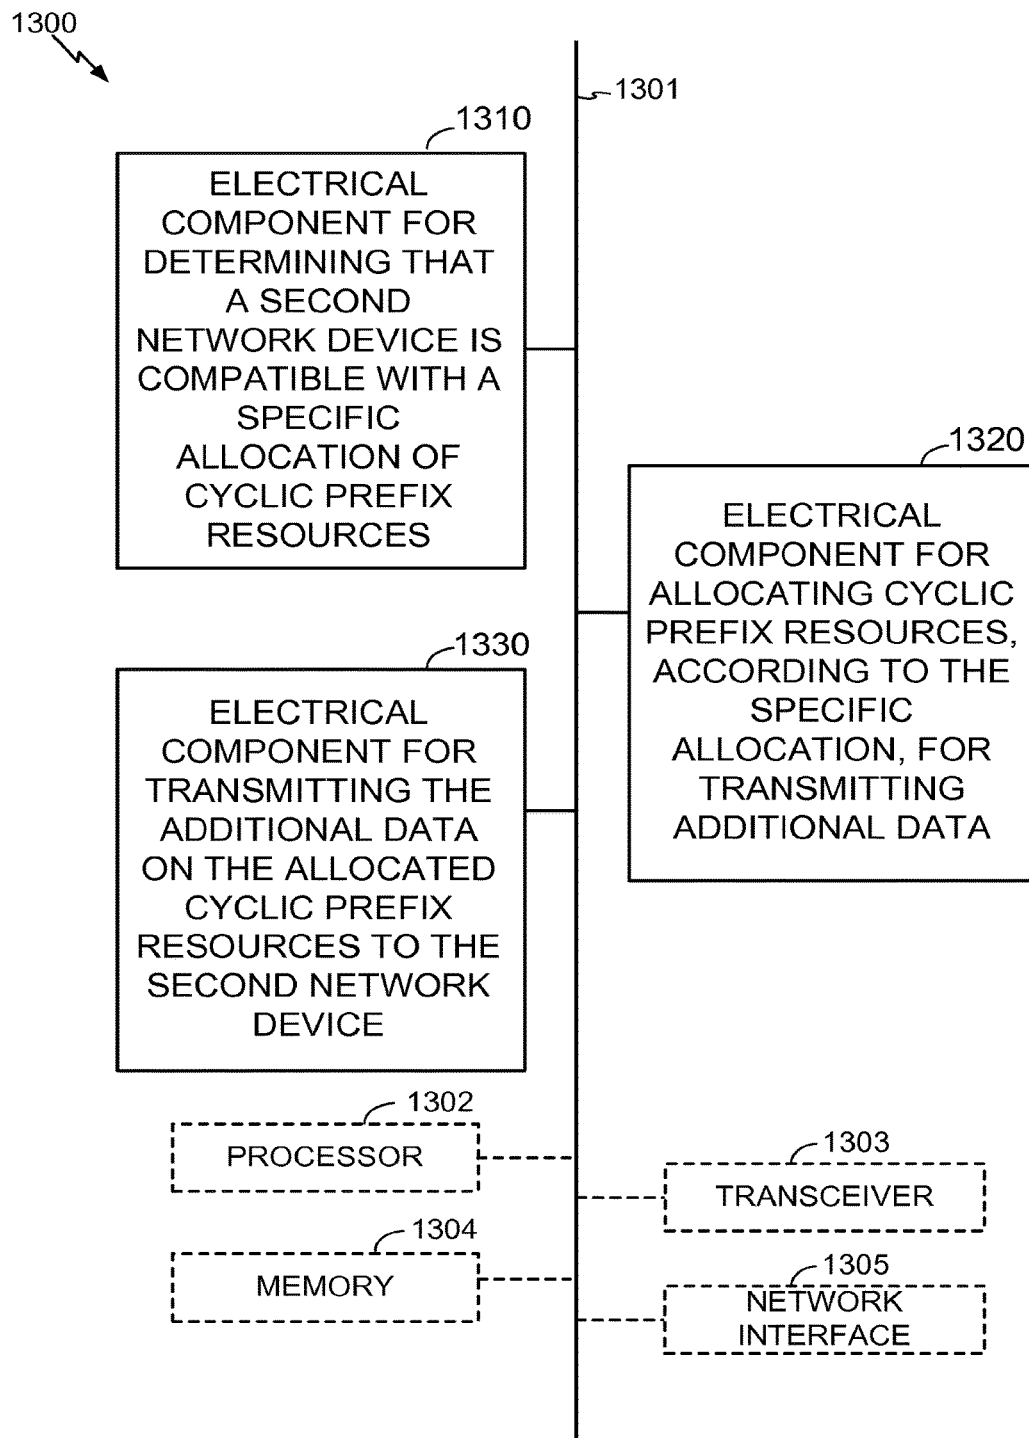 1300
1301
1310
ELECTRICAL
COMPONENT FOR
DETERMINING THAT
A SECOND
NETWORK DEVICE IS
COMPATIBLE WITH A
SPECIFIC
ALLOCATION OF
CYCLIC PREFIX
RESOURCES
1320
ELECTRICAL
COMPONENT FOR
ALLOCATING CYCLIC
PREFIX RESOURCES,
ACCORDING TO THE
SPECIFIC
ALLOCATION, FOR
TRANSMITTING
ADDITIONAL DATA
1330
ELECTRICAL
COMPONENT FOR
TRANSMITTING THE
ADDITIONAL DATA
ON THE ALLOCATED
CYCLIC PREFIX
RESOURCES TO THE
SECOND NETWORK
DEVICE
1302
PROCESSOR
1303
TRANSCEIVER
1304
MEMORY
1305
NETWORK
INTERFACE